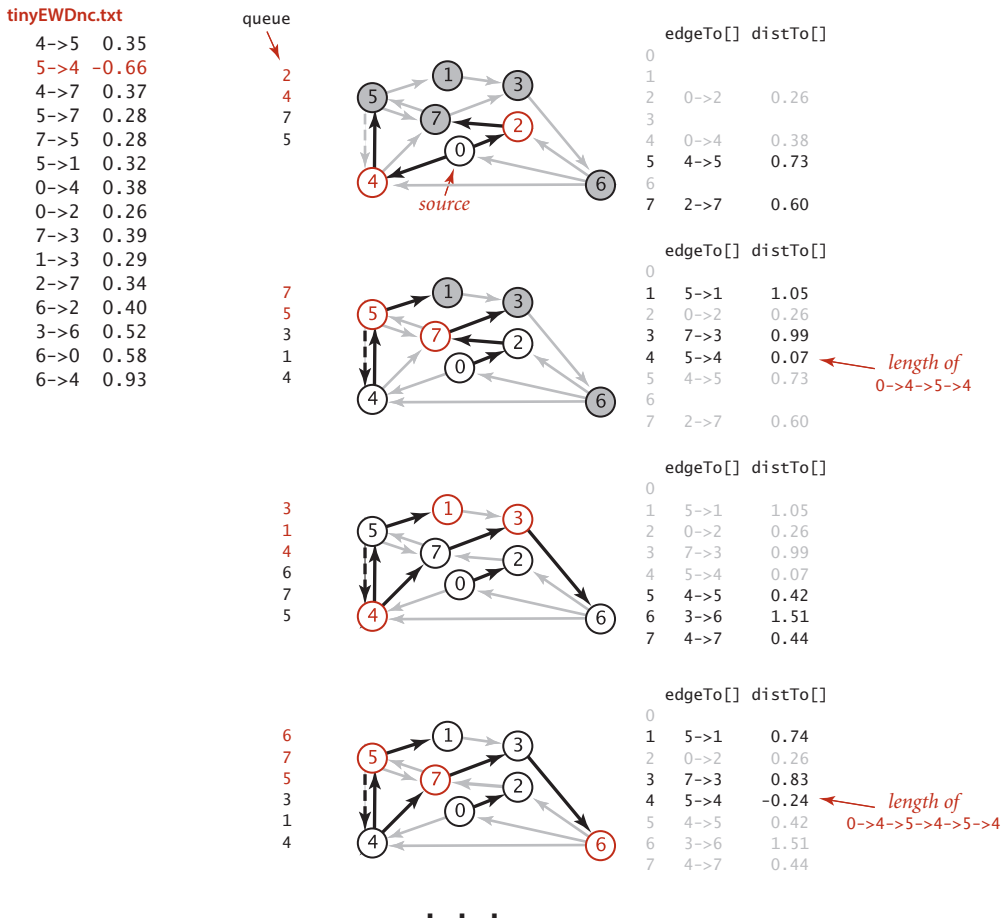 tinyEWDnc.txt
4->5 0.35
5->4 -0.66
4->7 0.37
5->7 0.28
7->5 0.28
5->1 0.32
0->4 0.38
0->2 0.26
7->3 0.39
1->3 0.29
2->7 0.34
6->2 0.40
3->6 0.52
6->0 0.58
6->4 0.93
queue
2
4
7
5
1
3
5
7
2
0
4
6
source
edgeTo[] distTo[]
0
1
2 0->2 0.26
3
4 0->4 0.38
5 4->5 0.73
6
7 2->7 0.60
7
5
3
1
4
1
3
5
7
2
0
4
6
edgeTo[] distTo[]
0
1 5->1 1.05
2 0->2 0.26
3 7->3 0.99
4 5->4 0.07
5 4->5 0.73
6
7 2->7 0.60
length of
0->4->5->4
3
1
4
6
7
5
1
3
5
7
2
0
4
6
edgeTo[] distTo[]
0
1 5->1 1.05
2 0->2 0.26
3 7->3 0.99
4 5->4 0.07
5 4->5 0.42
6 3->6 1.51
7 4->7 0.44
6
7
5
3
1
4
1
3
5
7
2
0
4
6
edgeTo[] distTo[]
0
1 5->1 0.74
2 0->2 0.26
3 7->3 0.83
4 5->4 -0.24
5 4->5 0.42
6 3->6 1.51
7 4->7 0.44
length of
0->4->5->4->5->4
...